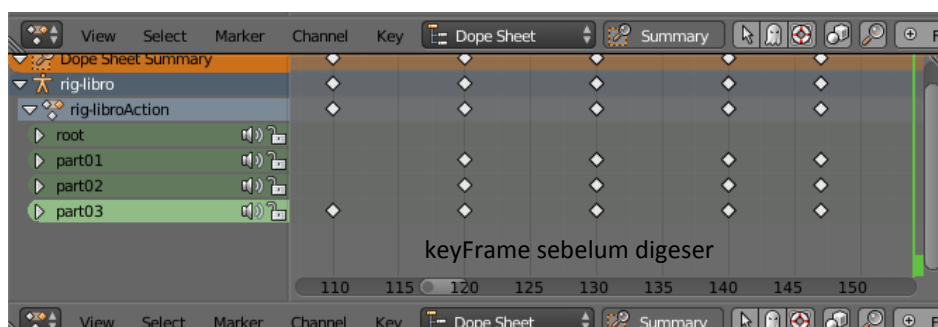 View Select Marker Channel Key Dope Sheet Summary F
Dope Sheet Summary
rig-libro
rig-libroAction
root
part01
part02
part03
keyFrame sebelum digeser
110 115 120 125 130 135 140 145 150
View Select Marker Channel Key Dope Sheet Summary F